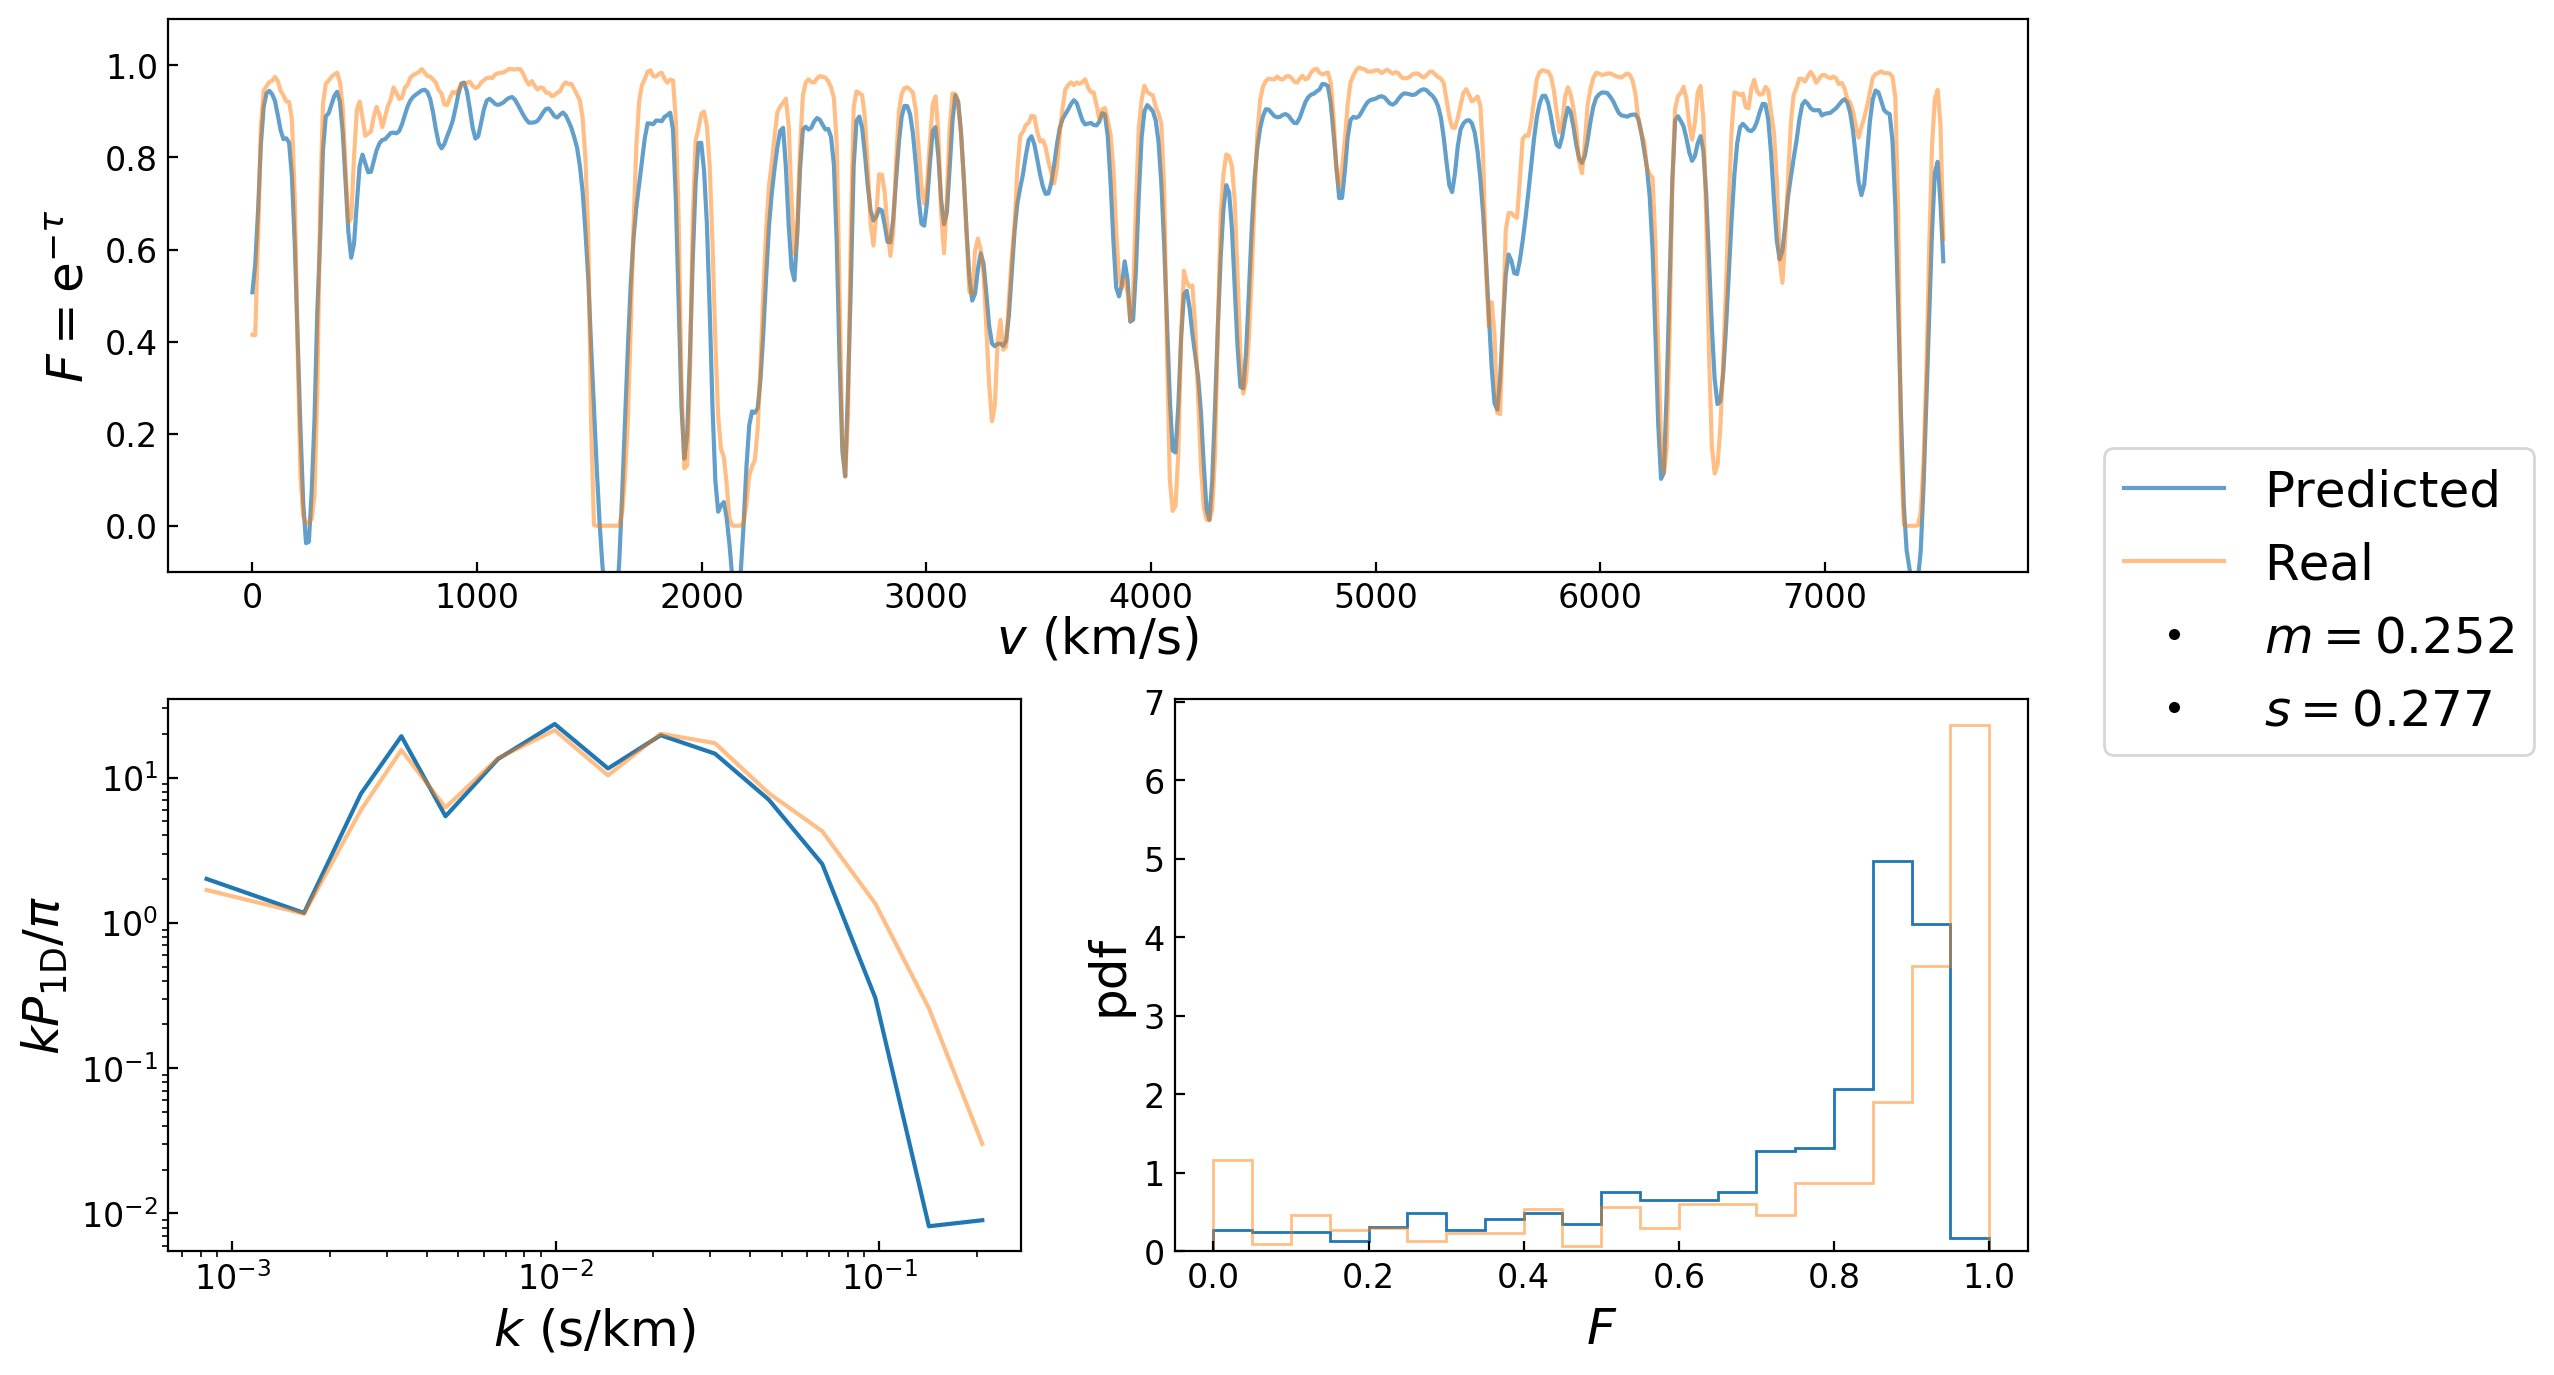 1.0
0.8
0.6
0.4
0.2
0.0
F = e^{-τ}
0 1000 2000 3000 4000 5000 6000 7000
v (km/s)
Predicted
Real
m = 0.252
s = 0.277
10^1
10^0
10^{-1}
10^{-2}
kP_{1D}/π
10^{-3} 10^{-2} 10^{-1}
k (s/km)
7
6
5
4
3
2
1
0
pdf
0.0 0.2 0.4 0.6 0.8 1.0
F